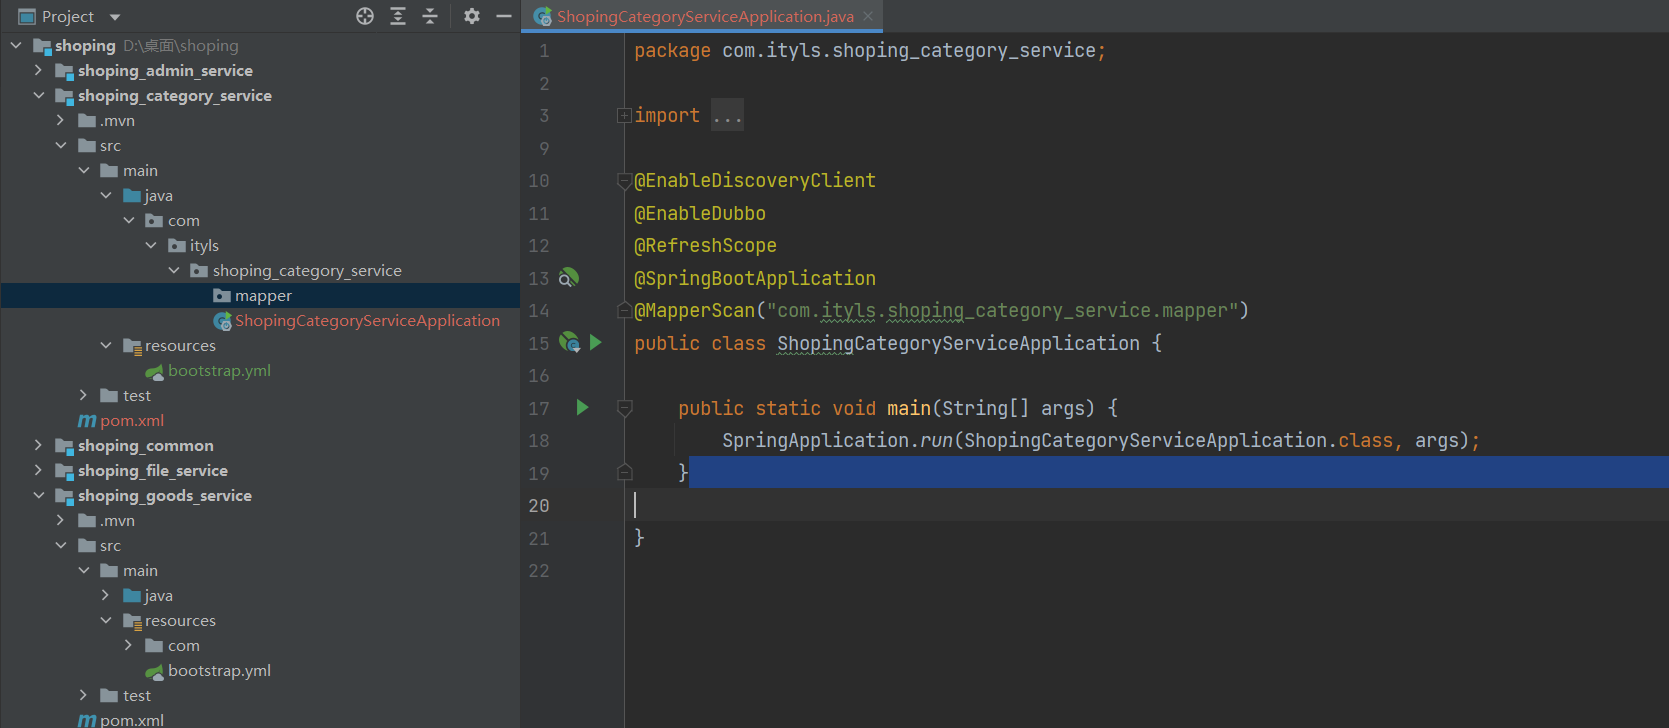 Project
shoping D:\桌面\shoping
shoping_admin_service
shoping_category_service
.mvn
src
main
java
com
ityls
shoping_category_service
mapper
ShopingCategoryServiceApplication
resources
bootstrap.yml
test
pom.xml
shoping_common
shoping_file_service
shoping_goods_service
.mvn
src
main
java
resources
com
bootstrap.yml
test
pom.xml
ShopingCategoryServiceApplication.java
1 package com.ityls.shoping_category_service;
2
3 import ...
9
10 @EnableDiscoveryClient
11 @EnableDubbo
12 @RefreshScope
13 @SpringBootApplication
14 @MapperScan("com.ityls.shoping_category_service.mapper")
15 public class ShopingCategoryServiceApplication {
16
17 public static void main(String[] args) {
18 SpringApplication.run(ShopingCategoryServiceApplication.class, args);
19 }
20
21 }
22